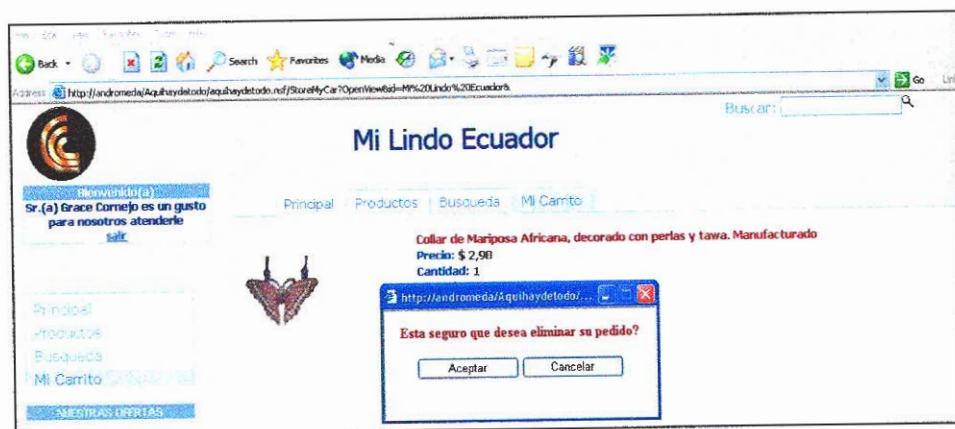 Back
Search
Favorites
Media
Address http://andromeda/Aquihaydetodo/aquihaydetodo.nsf/StoreMyCar?OpenView&id=Mi%20Lindo%20Ecuador&
Go
Buscar:
Mi Lindo Ecuador
Bienvenido(a)
Sr.(a) Grace Cornejo es un gusto
para nosotros atenderle
salir
Principal Productos Busqueda Mi Carrito
Collar de Mariposa Africana, decorado con perlas y tawa. Manufacturado
Precio: $ 2,98
Cantidad: 1
http://andromeda/Aquihaydetodo/...
Esta seguro que desea eliminar su pedido?
Aceptar Cancelar
Principal
Productos
Busqueda
Mi Carrito
NUESTRAS OFERTAS